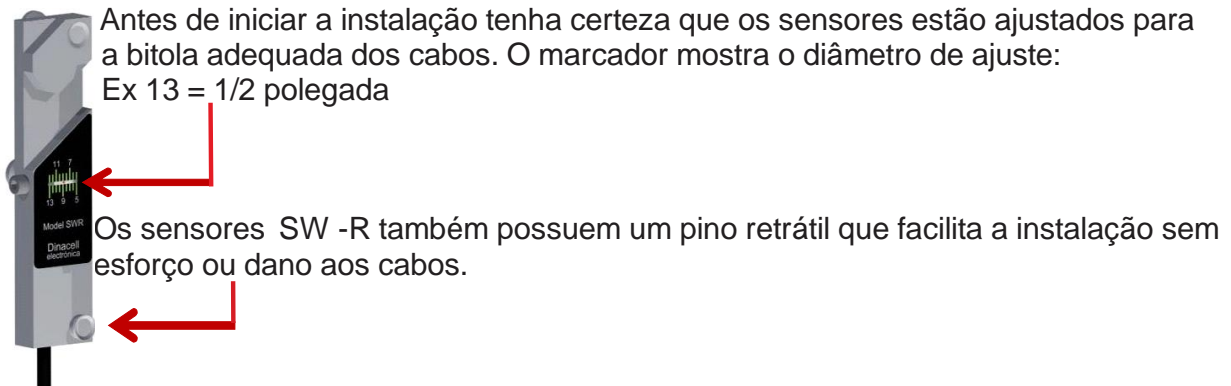 Antes de iniciar a instalação tenha certeza que os sensores estão ajustados para
a bitola adequada dos cabos. O marcador mostra o diâmetro de ajuste:
Ex 13 = 1/2 polegada
11 7
13 9 5
Model SWR
Os sensores SW -R também possuem um pino retrátil que facilita a instalação sem
Dinacell
electrónica
esforço ou dano aos cabos.